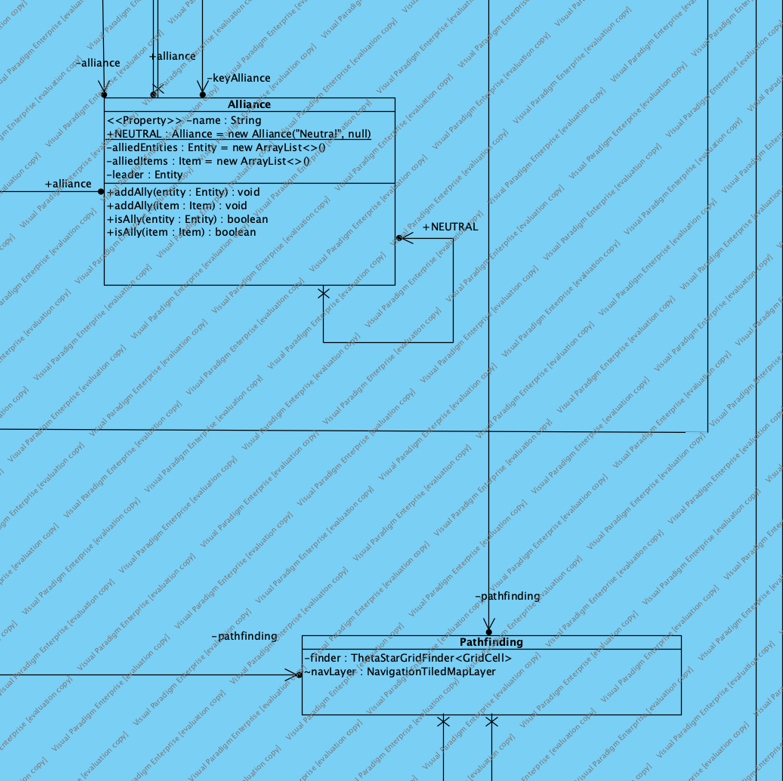 +alliance
-alliance
-keyAlliance
Alliance
<<Property>> -name : String
+NEUTRAL : Alliance = new Alliance("Neutral", null)
-alliedEntities : Entity = new ArrayList<>()
-alliedItems : Item = new ArrayList<>()
-leader : Entity
+alliance
+addAlly(entity : Entity) : void
+addAlly(item : Item) : void
+isAlly(entity : Entity) : boolean
+isAlly(item : Item) : boolean
+NEUTRAL
-pathfinding
-pathfinding
Pathfinding
-finder : ThetaStarGridFinder<GridCell>
~navLayer : NavigationTiledMapLayer
Visual Paradigm Enterprise [evaluation copy]